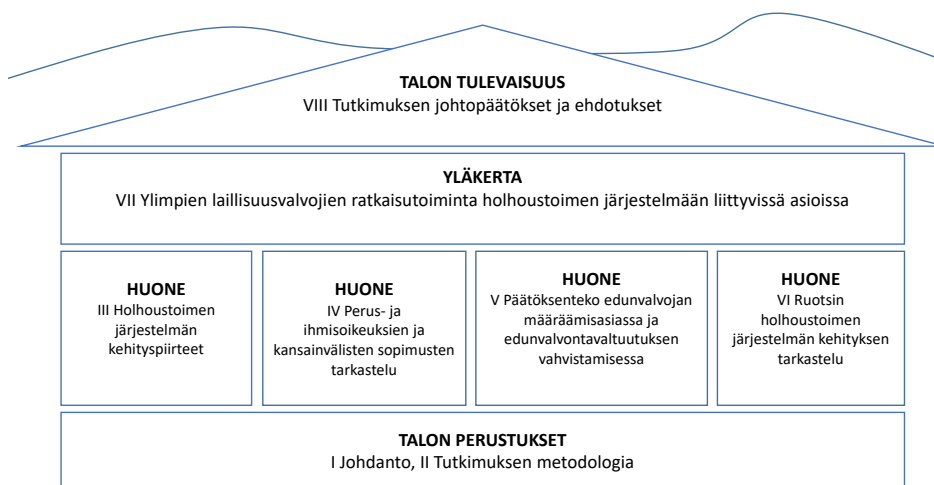 TALON TULEVAISUUS
VIII Tutkimuksen johtopäätökset ja ehdotukset
YLÄKERTA
VII Ylimpien laillisuusvalvojien ratkaisutoiminta holhoustoimen järjestelmään liittyvissä asioissa
HUONE
III Holhoustoimen
järjestelmän
kehityspiirteet
HUONE
IV Perus- ja
ihmisoikeuksien ja
kansainvälisten sopimusten
tarkastelu
HUONE
V Päätöksenteko edunvalvojan
määräämisasiassa ja
edunvalvontavaltuutuksen
vahvistamisessa
HUONE
VI Ruotsin
holhoustoimen
järjestelmän kehityksen
tarkastelu
TALON PERUSTUKSET
I Johdanto, II Tutkimuksen metodologia